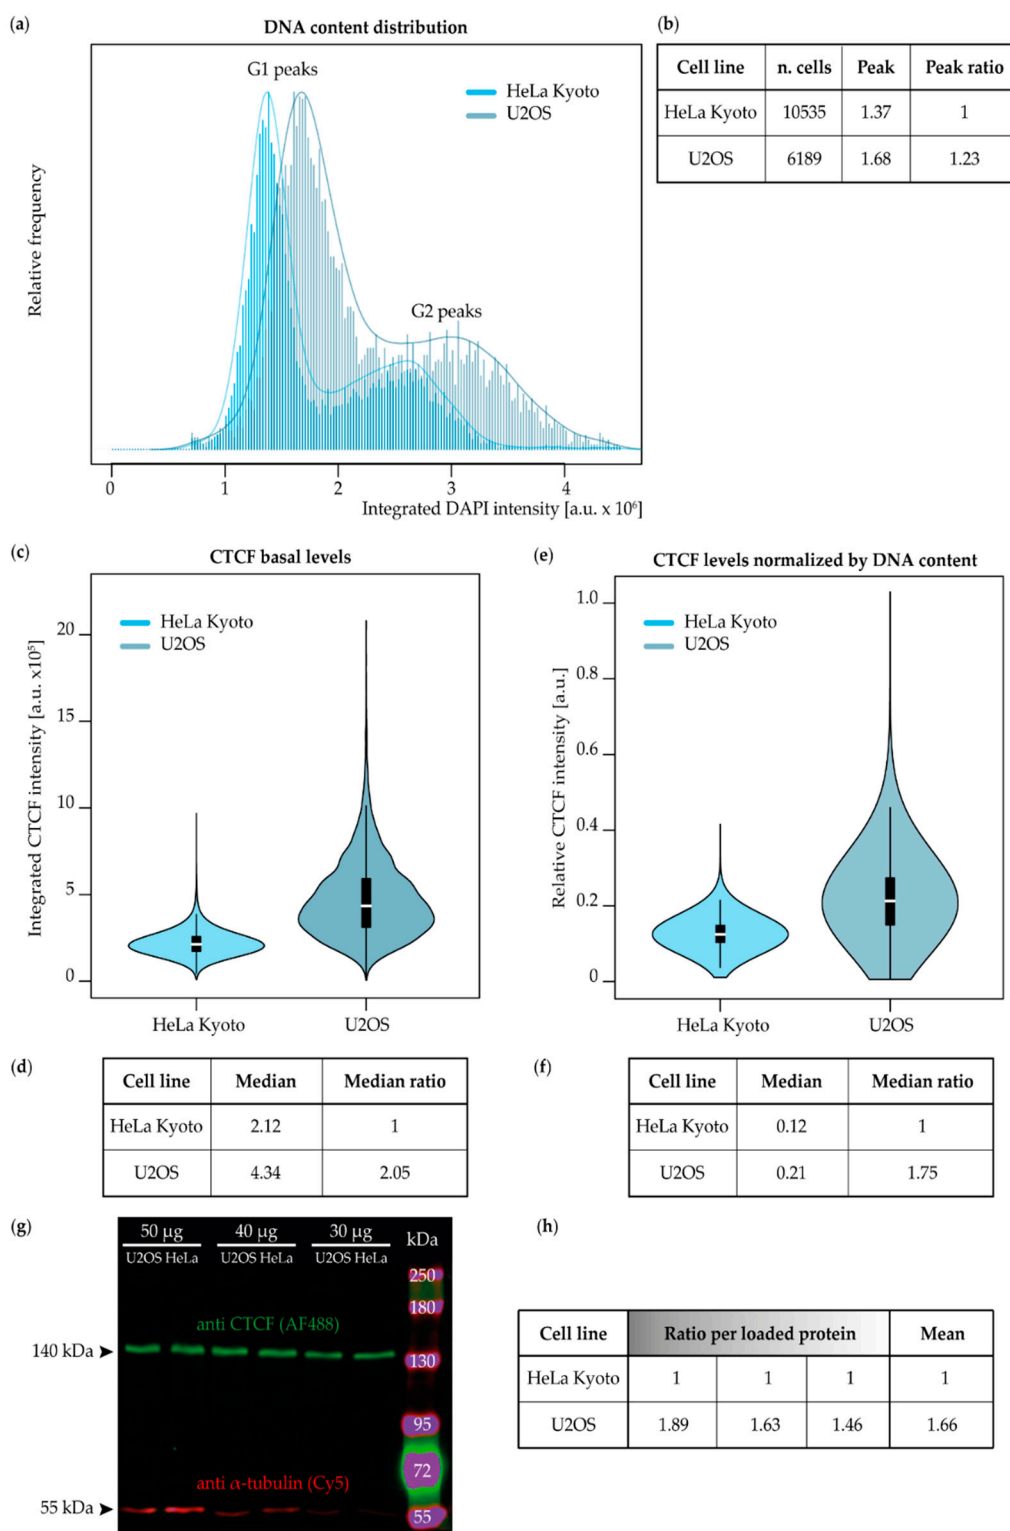 (a)
DNA content distribution
G1 peaks
HeLa Kyoto
U2OS
G2 peaks
Relative frequency
0 1 2 3 4
Integrated DAPI intensity [a.u. x 10⁶]
(b)
Cell line n. cells Peak Peak ratio
HeLa Kyoto 10535 1.37 1
U2OS 6189 1.68 1.23
(c)
CTCF basal levels
HeLa Kyoto
U2OS
Integrated CTCF intensity [a.u. x10⁵]
20
15
10
5
0
HeLa Kyoto U2OS
(e)
CTCF levels normalized by DNA content
HeLa Kyoto
U2OS
Relative CTCF intensity [a.u.]
1.0
0.8
0.6
0.4
0.2
0
HeLa Kyoto U2OS
(d)
Cell line Median Median ratio
HeLa Kyoto 2.12 1
U2OS 4.34 2.05
(f)
Cell line Median Median ratio
HeLa Kyoto 0.12 1
U2OS 0.21 1.75
(g)
50 µg 40 µg 30 µg kDa
U2OS HeLa U2OS HeLa U2OS HeLa
250
180
anti CTCF (AF488)
140 kDa
130
95
72
anti α-tubulin (Cy5)
55 kDa
55
(h)
Cell line Ratio per loaded protein Mean
HeLa Kyoto 1 1 1 1
U2OS 1.89 1.63 1.46 1.66